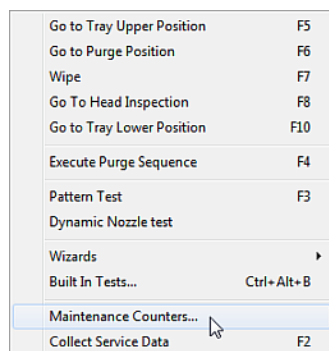 Go to Tray Upper Position F5
Go to Purge Position F6
Wipe F7
Go To Head Inspection F8
Go to Tray Lower Position F10
Execute Purge Sequence F4
Pattern Test F3
Dynamic Nozzle test
Wizards
Built In Tests... Ctrl+Alt+B
Maintenance Counters...
Collect Service Data F2